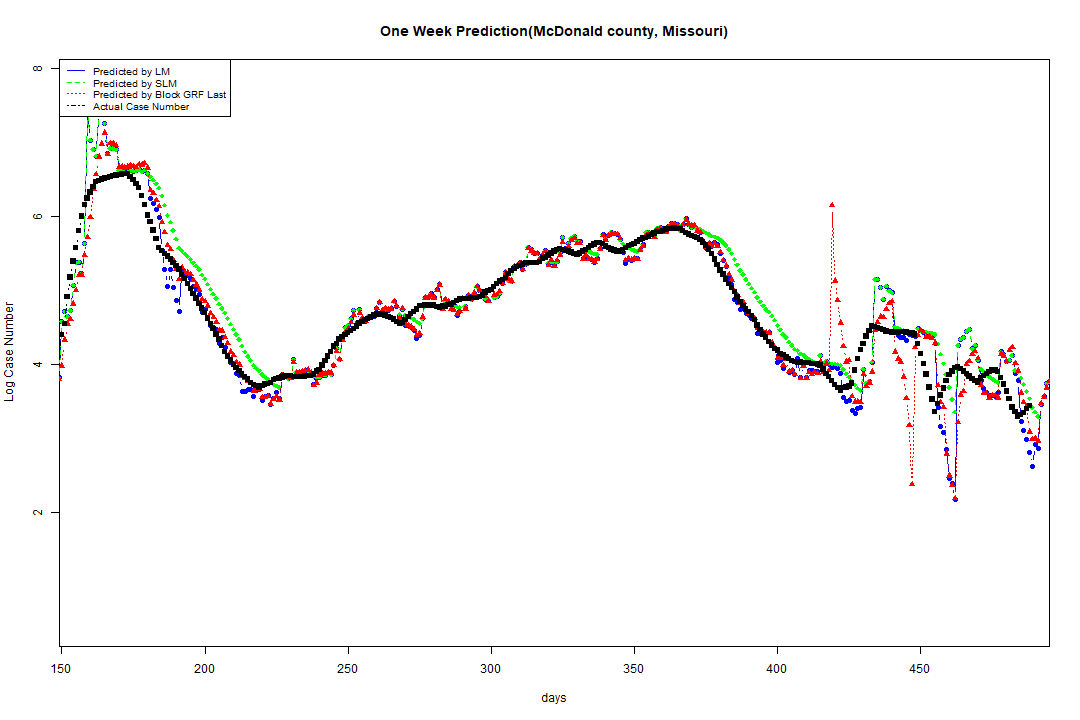 One Week Prediction(McDonald county, Missouri)
Predicted by LM
Predicted by SLM
Predicted by Block GRF Last
Actual Case Number
8
6
4
2
Log Case Number
150 200 250 300 350 400 450
days